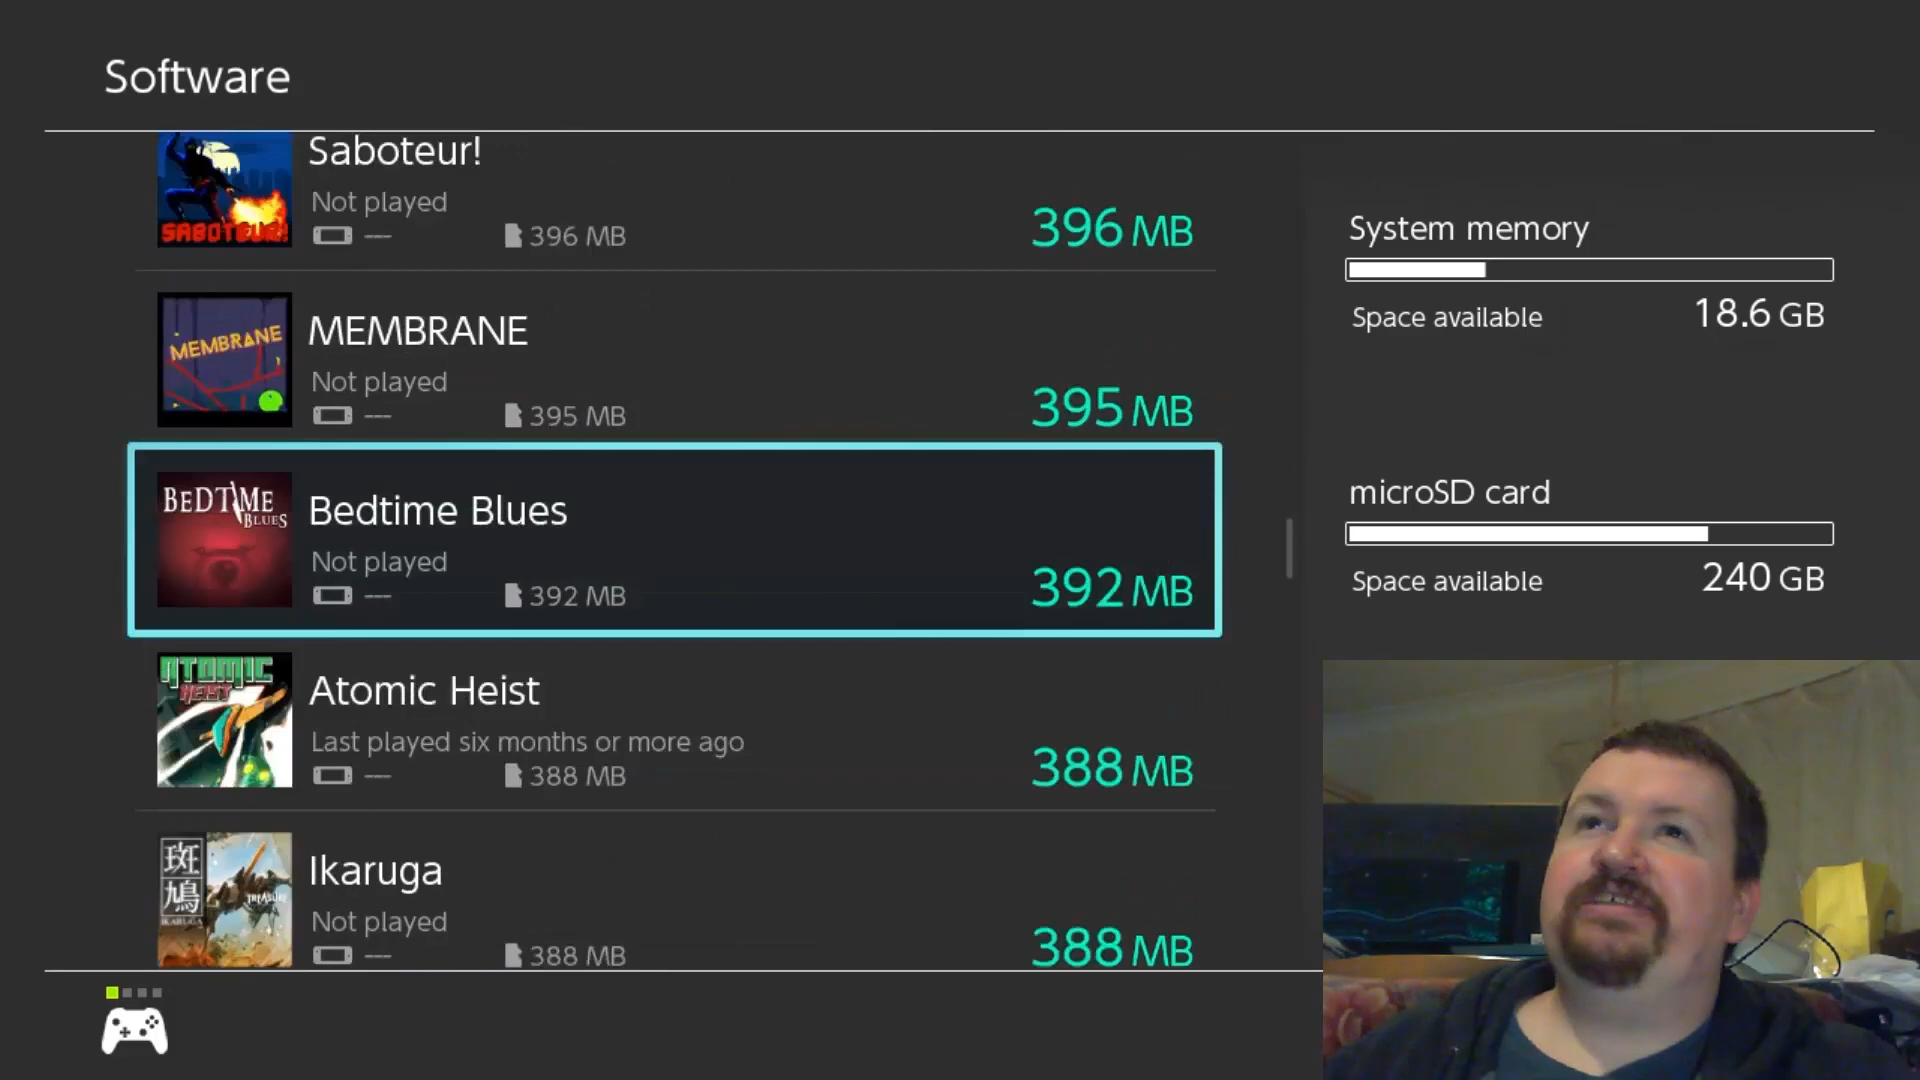 Software
SABOTEUR!
Saboteur!
Not played
--- 396 MB
396 MB
MEMBRANE
MEMBRANE
Not played
--- 395 MB
395 MB
BEDTIME
BLUES
Bedtime Blues
Not played
--- 392 MB
392 MB
ATOMIC
HEIST
Atomic Heist
Last played six months or more ago
--- 388 MB
388 MB
斑鳩
IKARUGA
TREASURE
Ikaruga
Not played
--- 388 MB
388 MB
System memory
Space available 18.6 GB
microSD card
Space available 240 GB